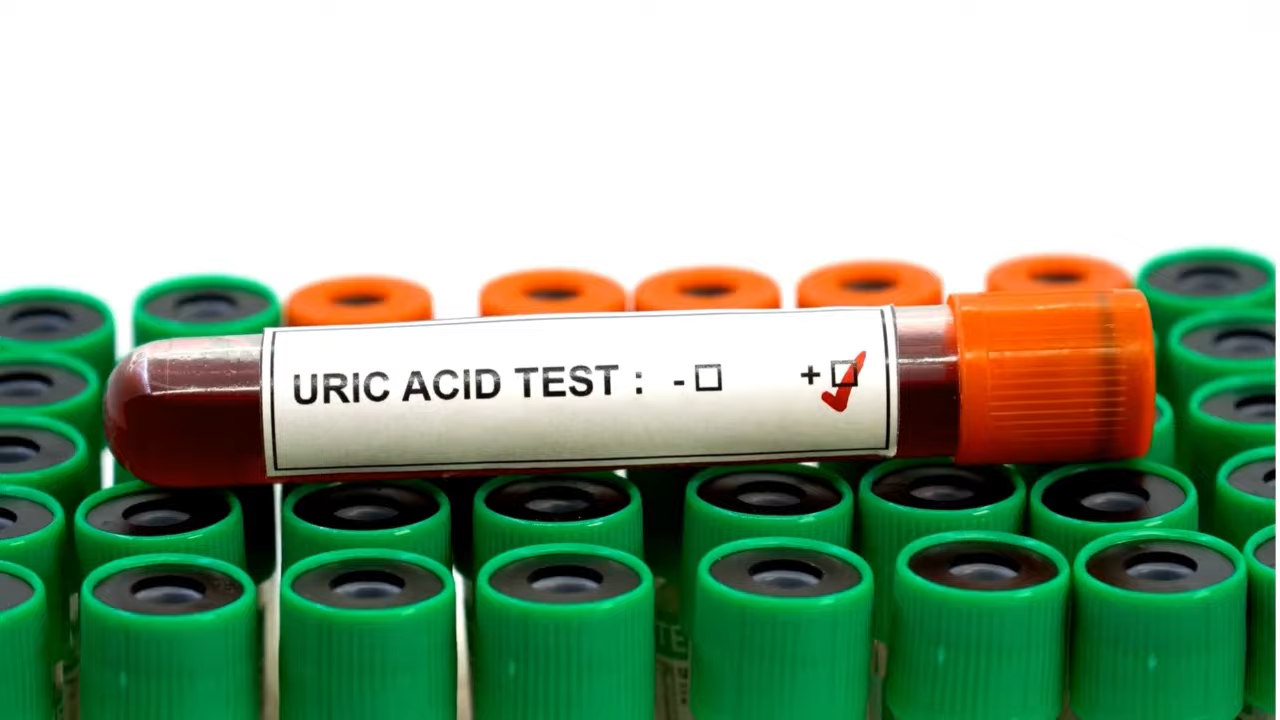 URIC ACID TEST : - ☐ + ☑